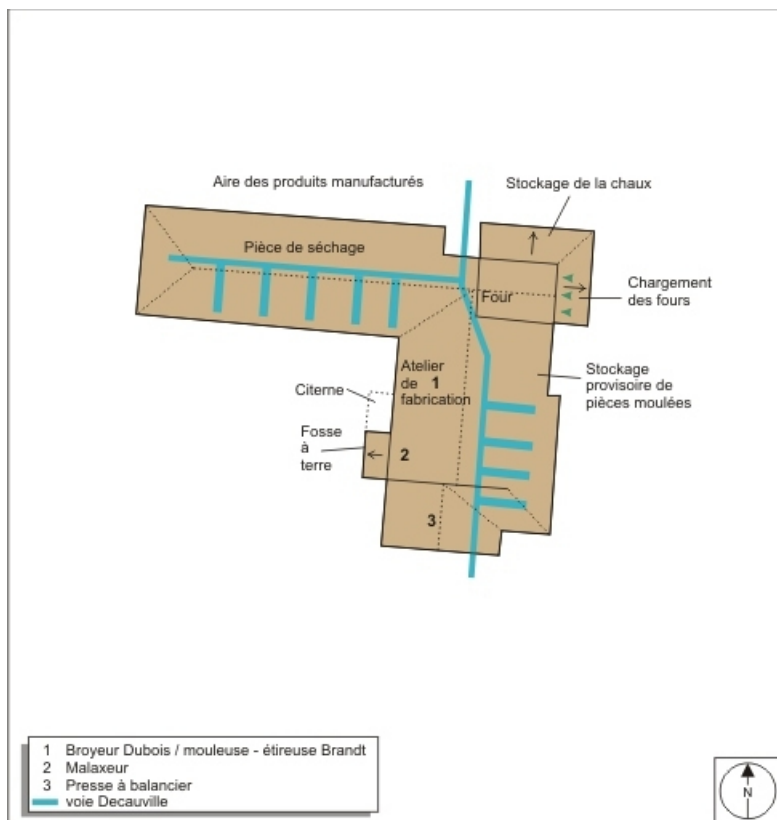 Aire des produits manufacturés
Stockage de la chaux
Pièce de séchage
Chargement
des fours
Four
Atelier
de 1
fabrication
Stockage
provisoire de
pièces moulées
Citerne
Fosse
à
terre
2
3
1 Broyeur Dubois / mouleuse - étireuse Brandt
2 Malaxeur
3 Presse à balancier
voie Decauville
N